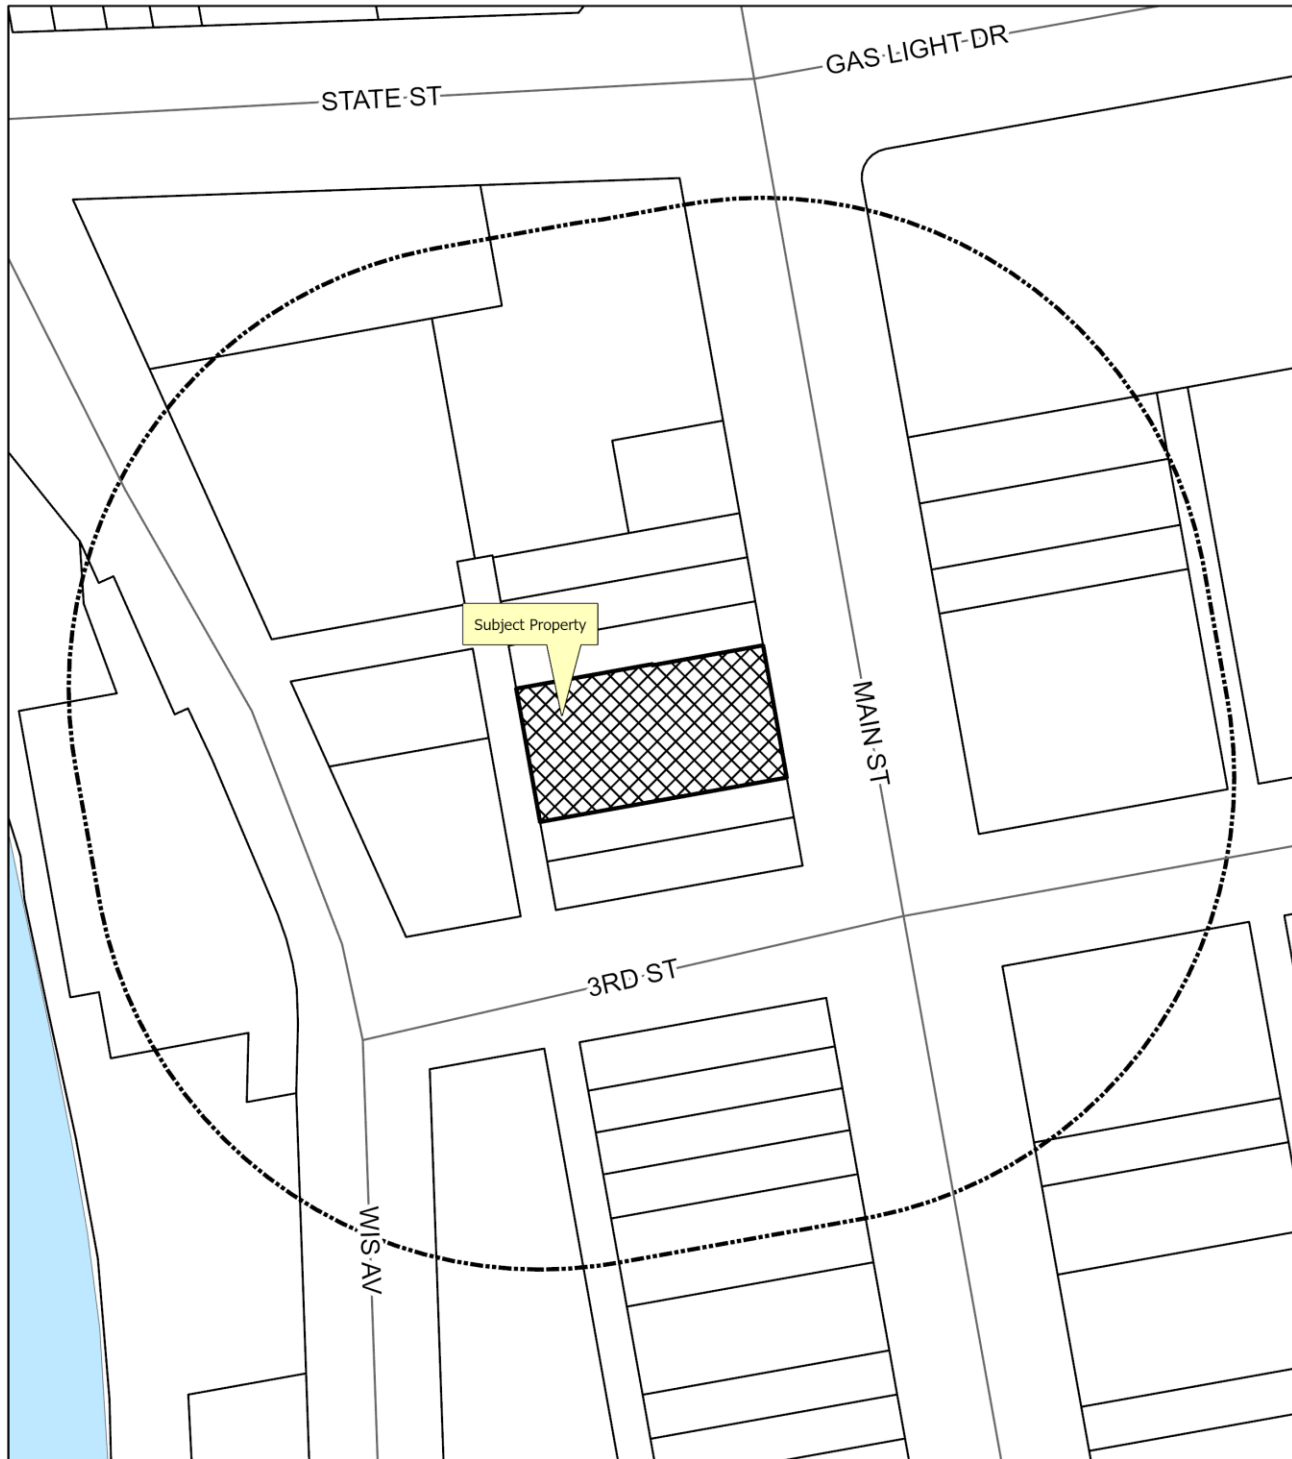 GAS LIGHT DR
STATE ST
Subject Property
MAIN ST
3RD ST
WIS AV